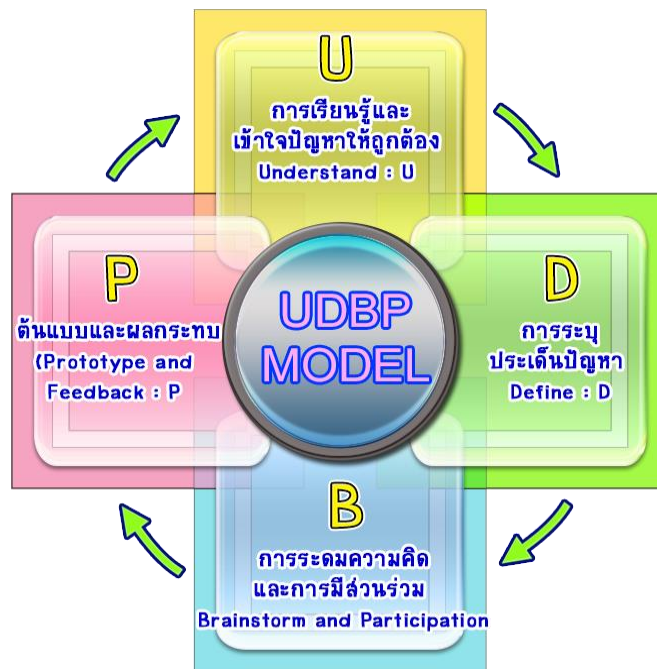 U
การเรียนรู้และ
เข้าใจปัญหาให้ถูกต้อง
Understand : U
D
การระบุ
ประเด็นปัญหา
Define : D
B
การระดมความคิด
และการมีส่วนร่วม
Brainstorm and Participation
P
ต้นแบบและผลกระทบ
(Prototype and
Feedback : P
UDBP
MODEL